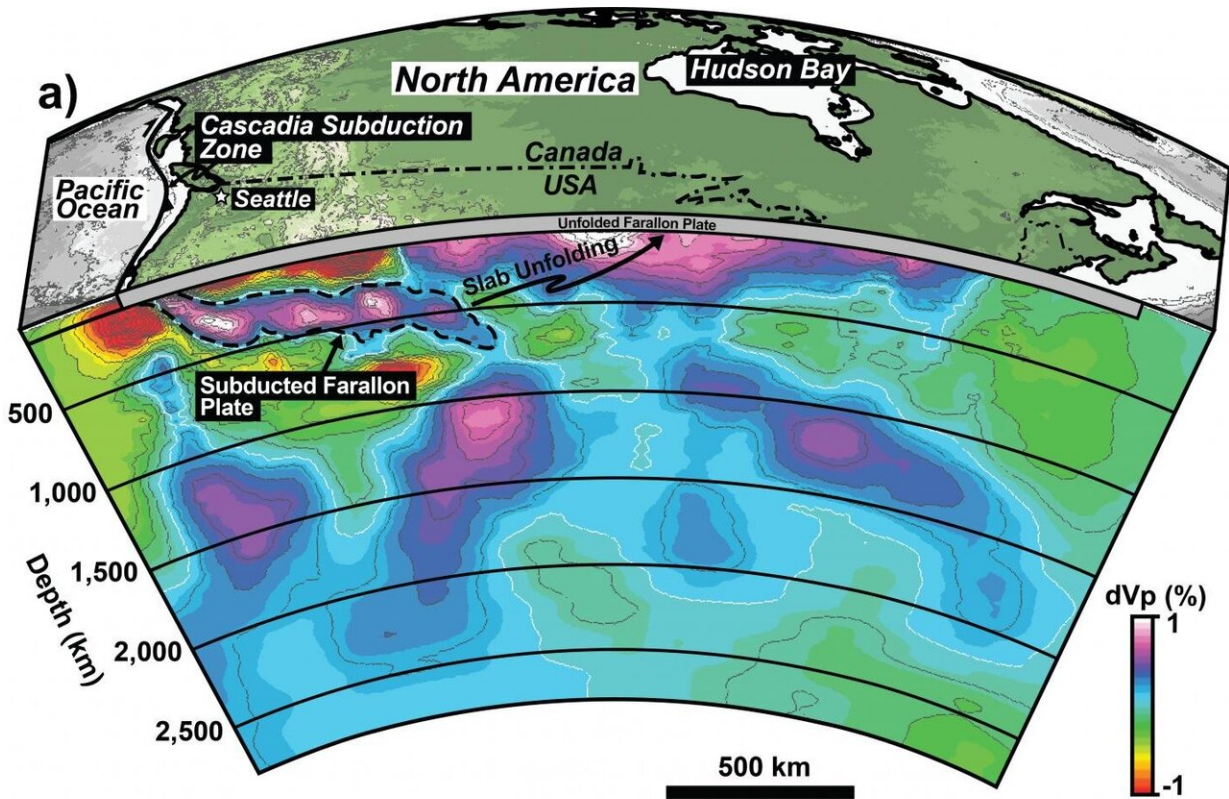 a)
North America
Hudson Bay
Cascadia Subduction
Zone
Pacific
Ocean
Canada
USA
Seattle
Unfolded Farallon Plate
Slab Unfolding
Subducted Farallon
Plate
500
1,000
1,500
2,000
2,500
Depth (km)
dVp (%)
1
-1
500 km